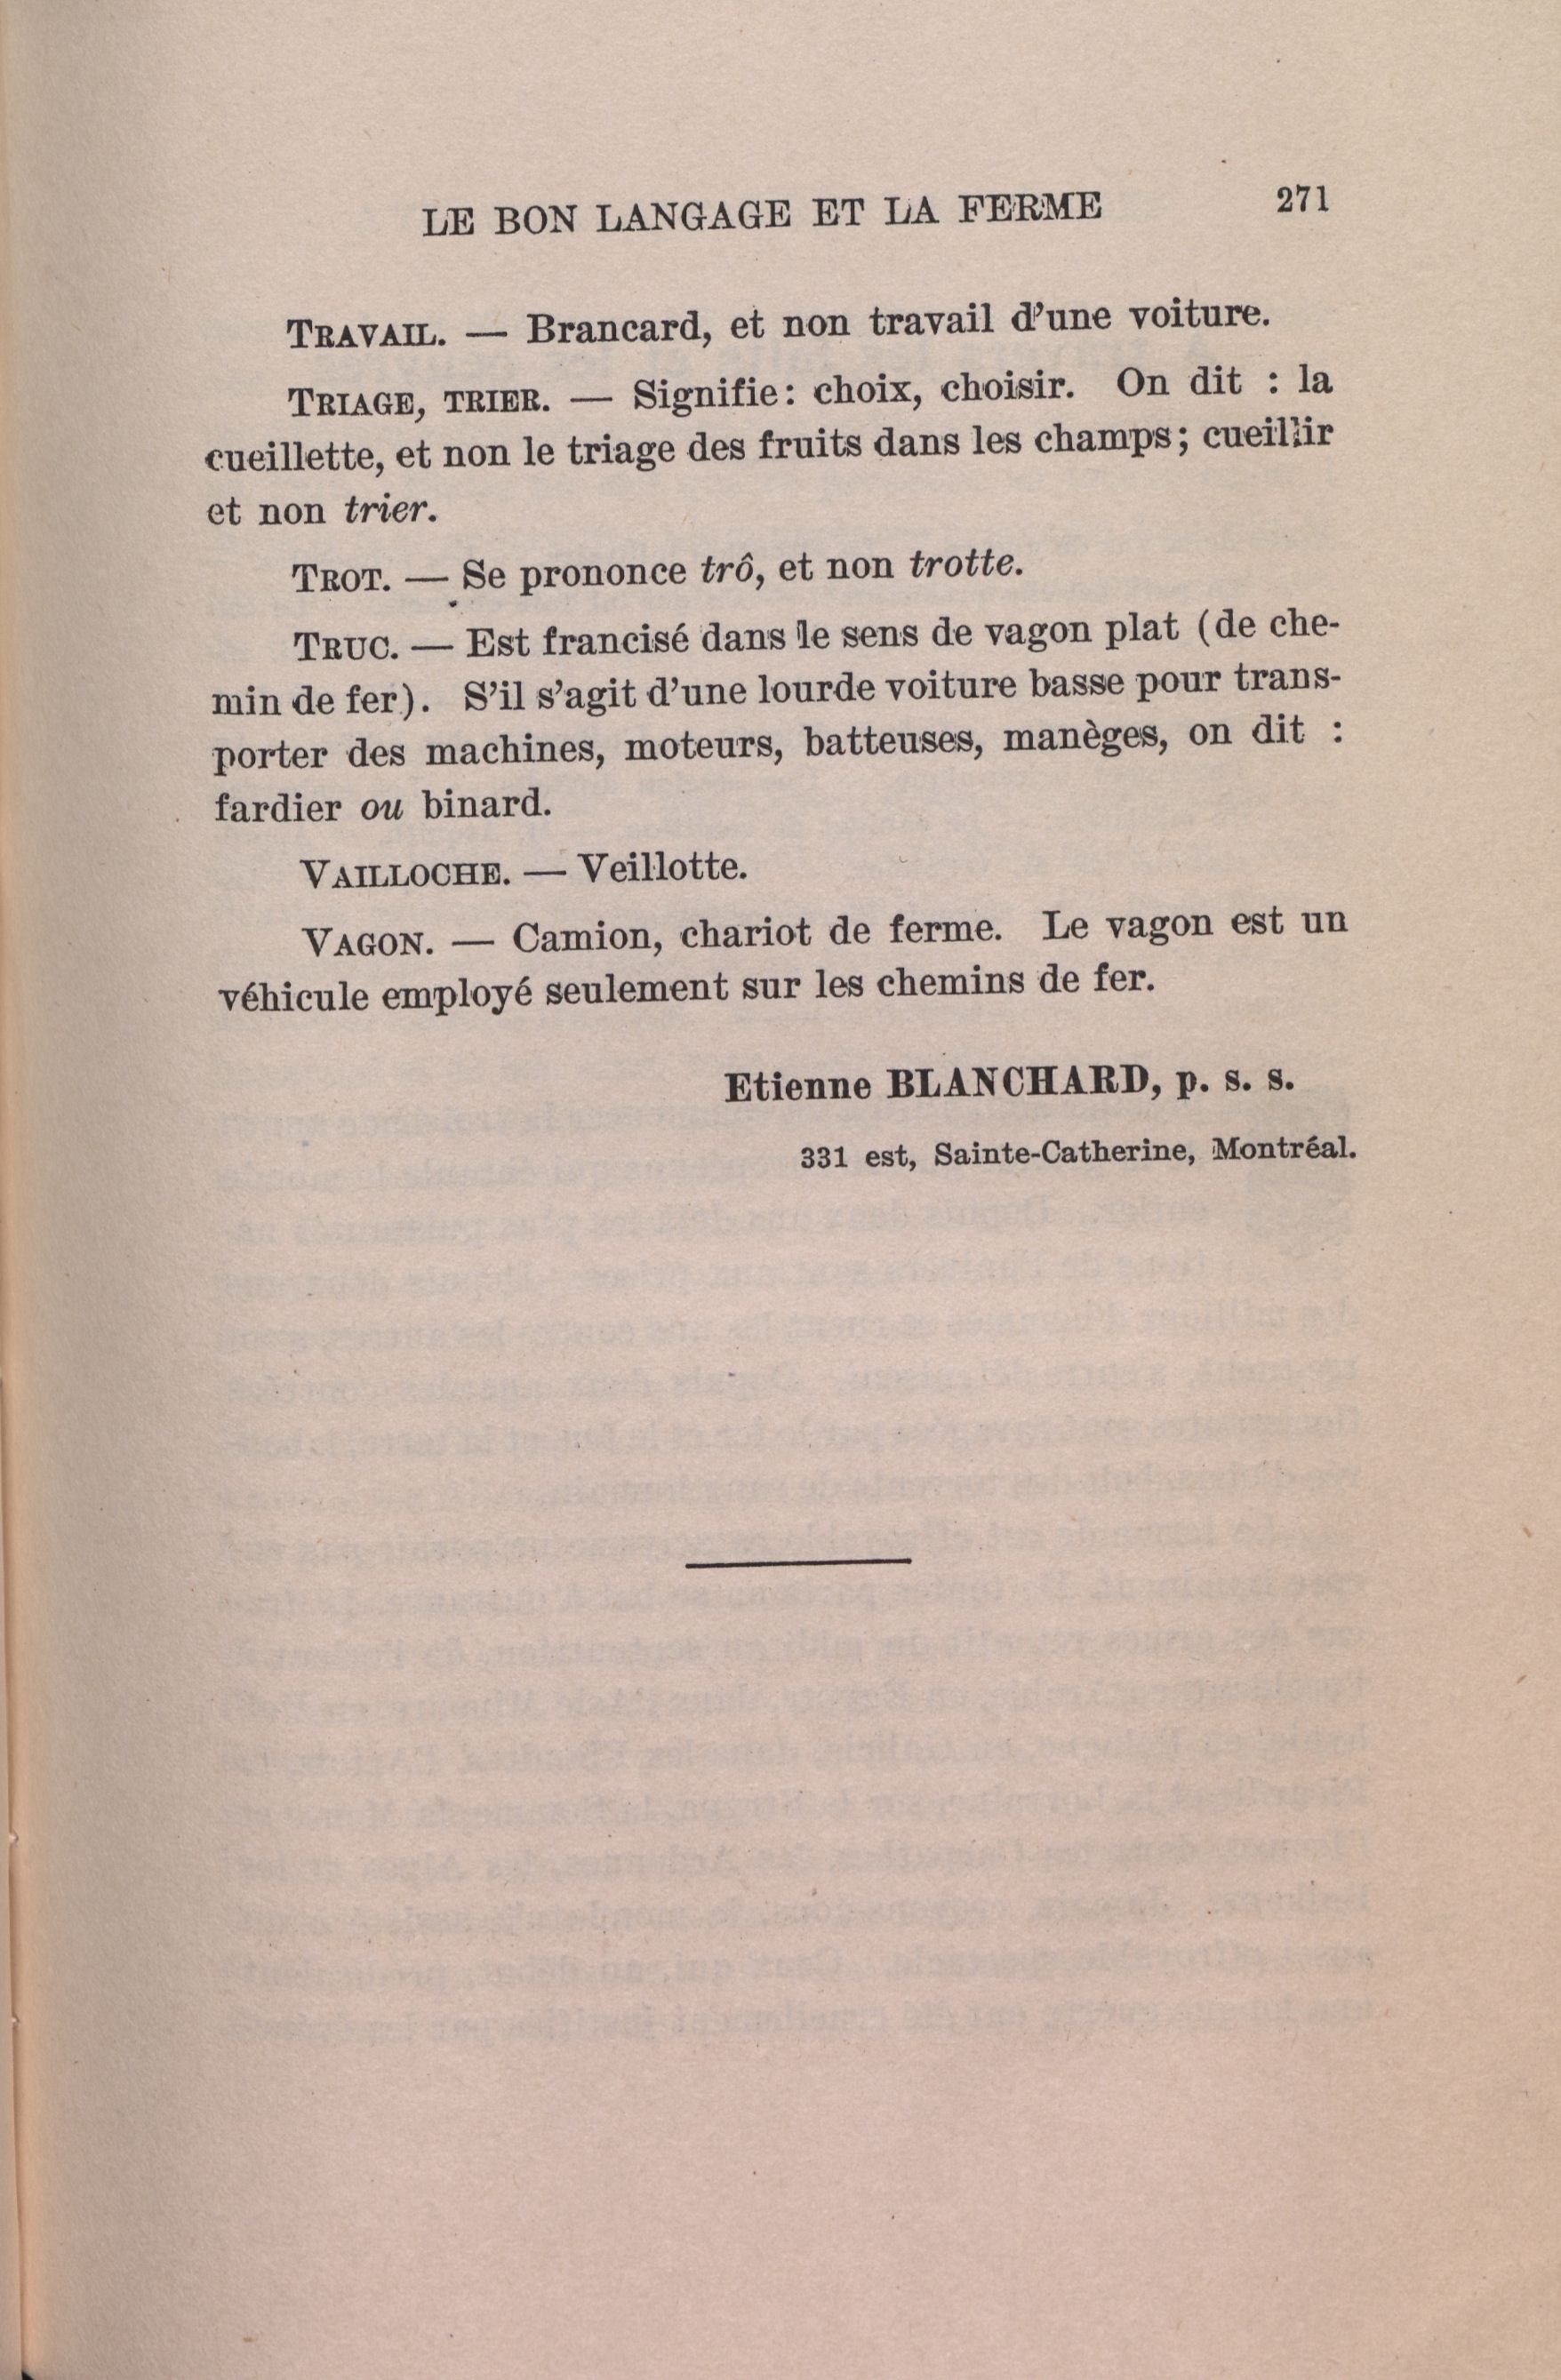 LE BON LANGAGE ET LA FERME 271
TRAVAIL. — Brancard, et non travail d'une voiture.
TRIAGE, TRIER. — Signifie: choix, choisir. On dit : la
cueillette, et non le triage des fruits dans les champs; cueillir
et non trier.
TROT. — Se prononce trô, et non trotte.
TRUC. — Est francisé dans le sens de vagon plat (de che-
min de fer). S'il s'agit d'une lourde voiture basse pour trans-
porter des machines, moteurs, batteuses, manèges, on dit :
fardier ou binard.
VAILLOCHE. — Veillotte.
VAGON. — Camion, chariot de ferme. Le vagon est un
véhicule employé seulement sur les chemins de fer.
Etienne BLANCHARD, p. s. s.
331 est, Sainte-Catherine, Montréal.